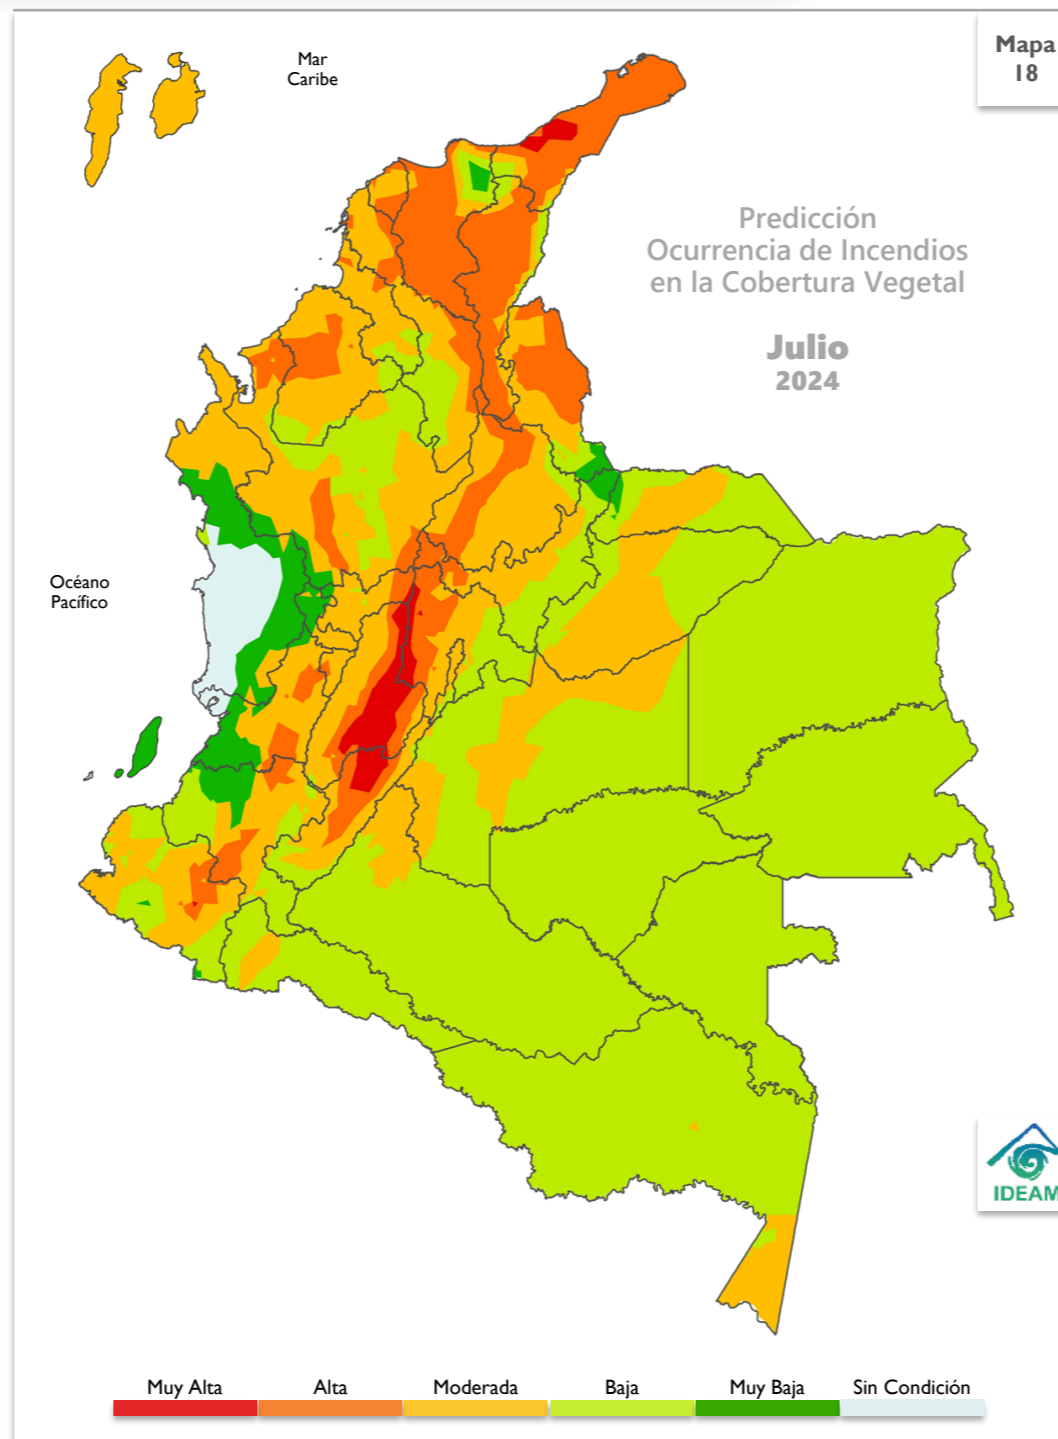 Mapa
18
Mar
Caribe
Predicción
Ocurrencia de Incendios
en la Cobertura Vegetal
Julio
2024
Océano
Pacífico
IDEAM
Muy Alta
Alta
Moderada
Baja
Muy Baja
Sin Condición